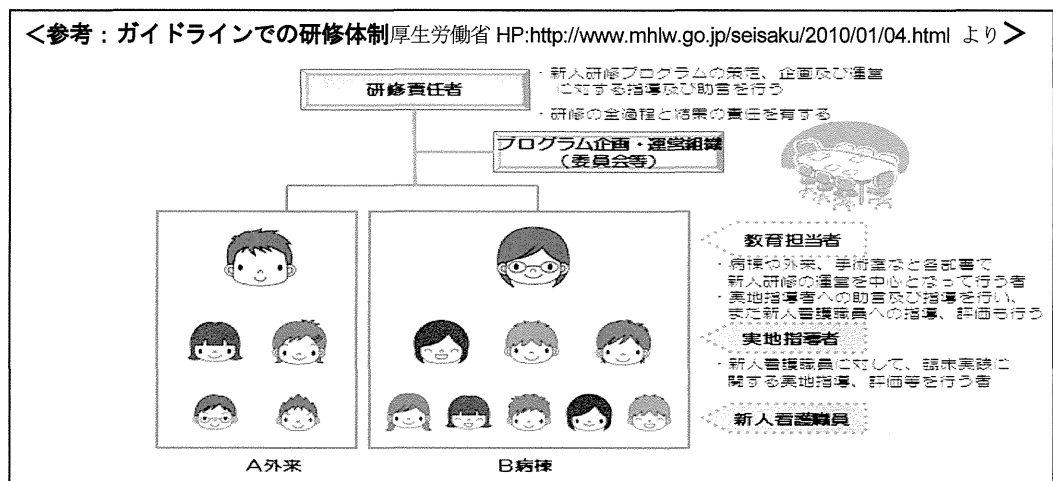 ＜参考：ガイドラインでの研修体制厚生労働省 HP:http://www.mhlw.go.jp/seisaku/2010/01/04.html より＞
研修責任者
・新人研修プログラムの策定、企画及び運営
に対する指導及び助言を行う
・研修の全過程と結果の責任を有する
プログラム企画・運営組織
（委員会等）
教育担当者
・病棟や外来、手術室など各部署で
新人研修の運営を中心となって行う者
・実地指導者への助言及び指導を行い、
また新人看護職員への指導、評価も行う
実地指導者
・新人看護職員に対して、臨床実践に
関する実地指導、評価等を行う者
新人看護職員
A外来
B病棟